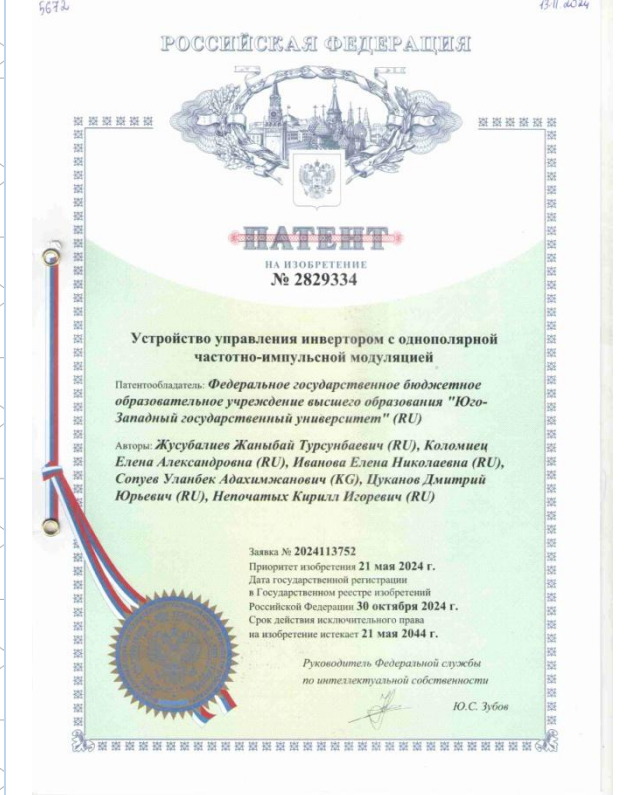 5672
13.11 2024
РОССИЙСКАЯ ФЕДЕРАЦИЯ
ПАТЕНТ
НА ИЗОБРЕТЕНИЕ
№ 2829334
Устройство управления инвертором с однополярной
частотно-импульсной модуляцией
Патентообладатель: Федеральное государственное бюджетное
образовательное учреждение высшего образования "Юго-
Западный государственный университет" (RU)
Авторы: Жусубалиев Жаныбай Турсунбаевич (RU), Коломиец
Елена Александровна (RU), Иванова Елена Николаевна (RU),
Сопуев Уланбек Адахимжанович (KG), Цуканов Дмитрий
Юрьевич (RU), Непочатых Кирилл Игоревич (RU)
Заявка № 2024113752
Приоритет изобретения 21 мая 2024 г.
Дата государственной регистрации
в Государственном реестре изобретений
Российской Федерации 30 октября 2024 г.
Срок действия исключительного права
на изобретение истекает 21 мая 2044 г.
Руководитель Федеральной службы
по интеллектуальной собственности
Ю.С. Зубов